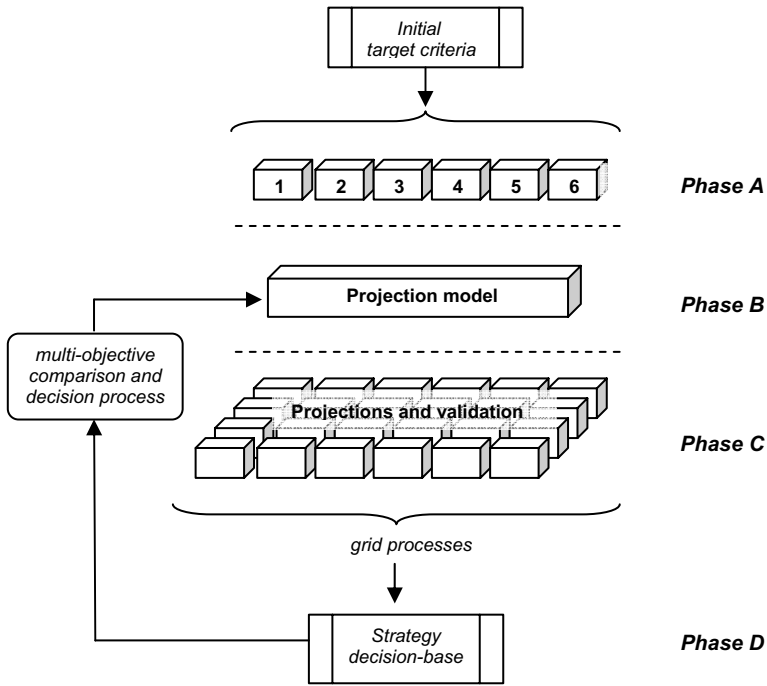 Initial
target criteria
1 2 3 4 5 6
Phase A
Projection model
Phase B
multi-objective
comparison and
decision process
Projections and validation
Phase C
grid processes
Strategy
decision-base
Phase D